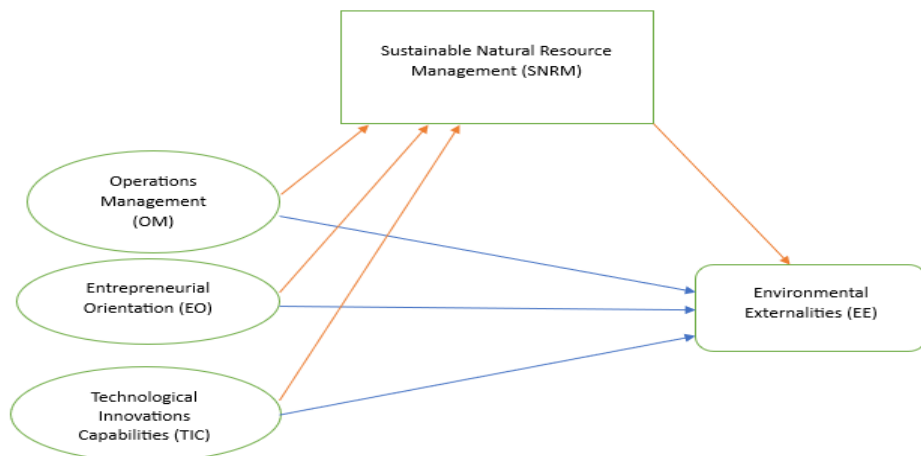 Sustainable Natural Resource
Management (SNRM)
Operations
Management
(OM)
Entrepreneurial
Orientation (EO)
Environmental
Externalities (EE)
Technological
Innovations
Capabilities (TIC)